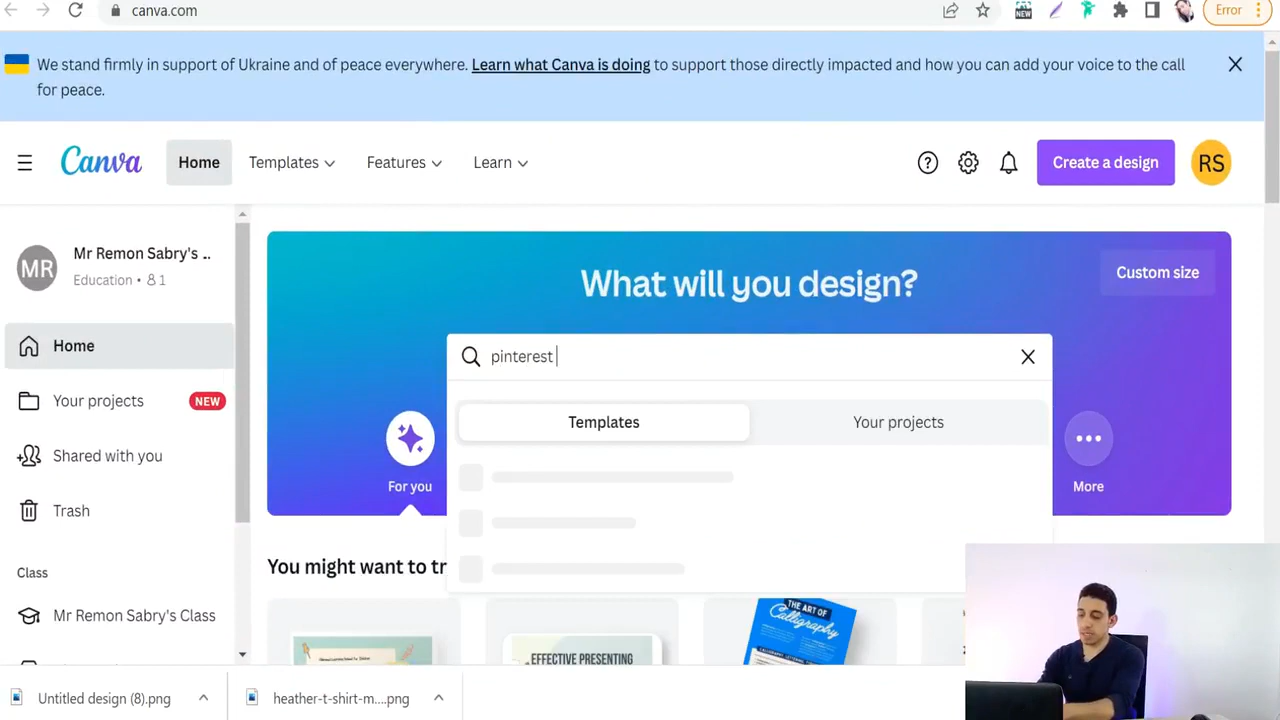 canva.com
NEW
Error
We stand firmly in support of Ukraine and of peace everywhere. Learn what Canva is doing to support those directly impacted and how you can add your voice to the call
for peace.
Canva
Home
Templates
Features
Learn
Create a design
RS
MR
Mr Remon Sabry's ..
Education • 1
Home
Your projects
NEW
Shared with you
Trash
Class
Mr Remon Sabry's Class
What will you design?
Custom size
pinterest
Templates
Your projects
For you
More
You might want to tr
EFFECTIVE PRESENTING
THE ART OF
Calligraphy
Untitled design (8).png
heather-t-shirt-m....png